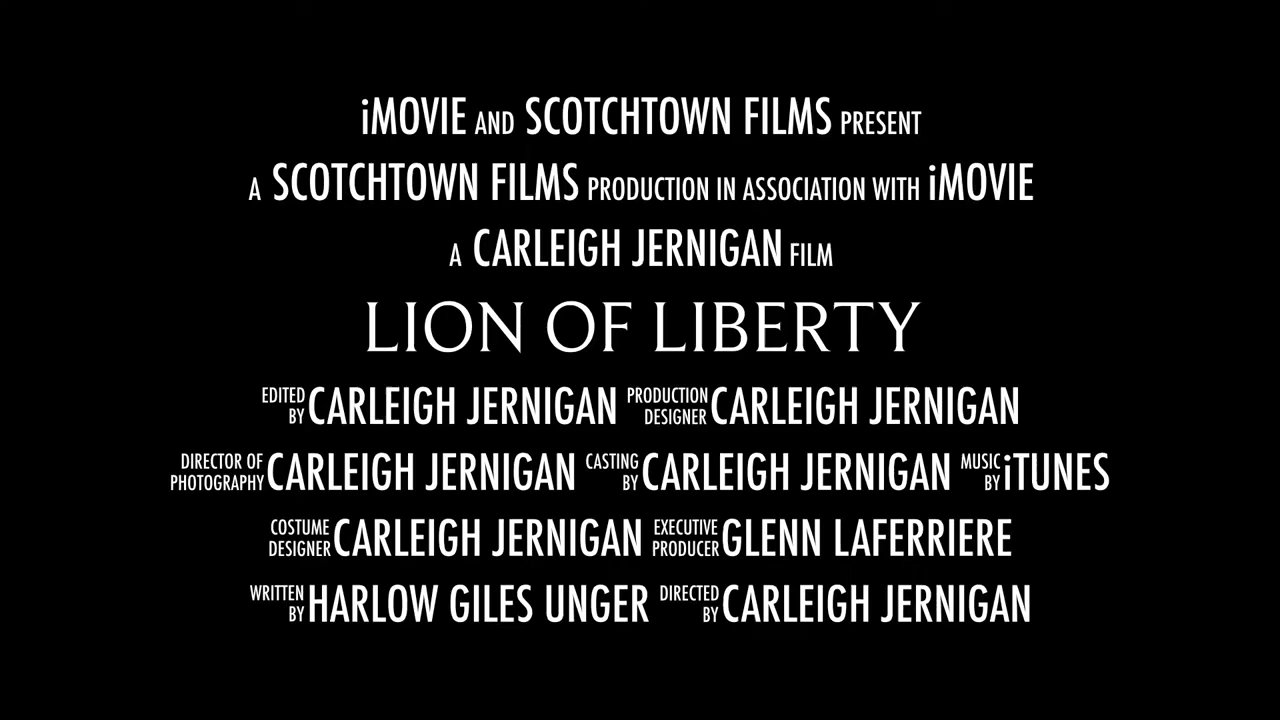 iMOVIE AND SCOTCHTOWN FILMS PRESENT
A SCOTCHTOWN FILMS PRODUCTION IN ASSOCIATION WITH iMOVIE
A CARLEIGH JERNIGAN FILM
LION OF LIBERTY
EDITED BY CARLEIGH JERNIGAN PRODUCTION DESIGNER CARLEIGH JERNIGAN
DIRECTOR OF PHOTOGRAPHY CARLEIGH JERNIGAN CASTING BY CARLEIGH JERNIGAN MUSIC BY iTUNES
COSTUME DESIGNER CARLEIGH JERNIGAN EXECUTIVE PRODUCER GLENN LAFERRIERE
WRITTEN BY HARLOW GILES UNGER DIRECTED BY CARLEIGH JERNIGAN